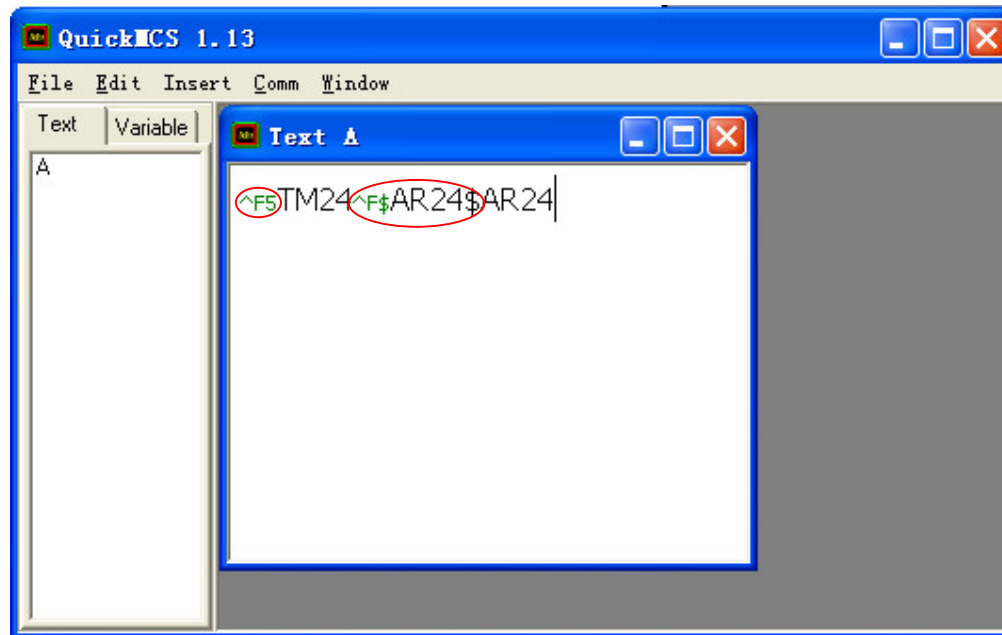 QuickMCS 1.13
File Edit Insert Comm Window
Text Variable
A
Text A
^F5TM24^F$AR24$AR24